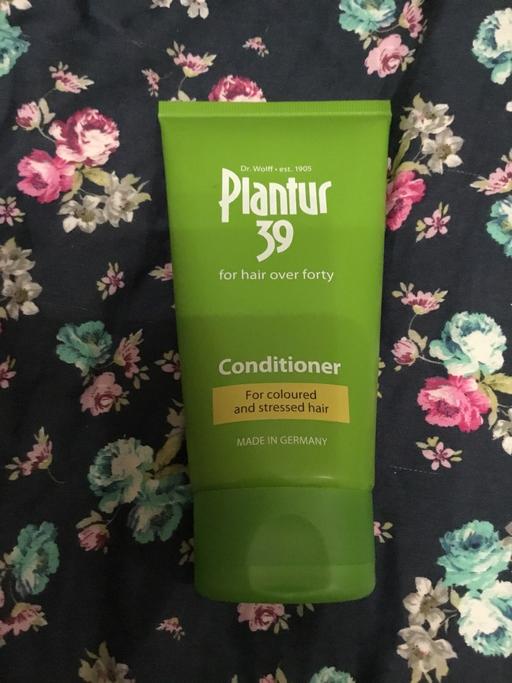 Dr. Wolff • est. 1905
Plantur
39
for hair over forty
Conditioner
For coloured
and stressed hair
MADE IN GERMANY